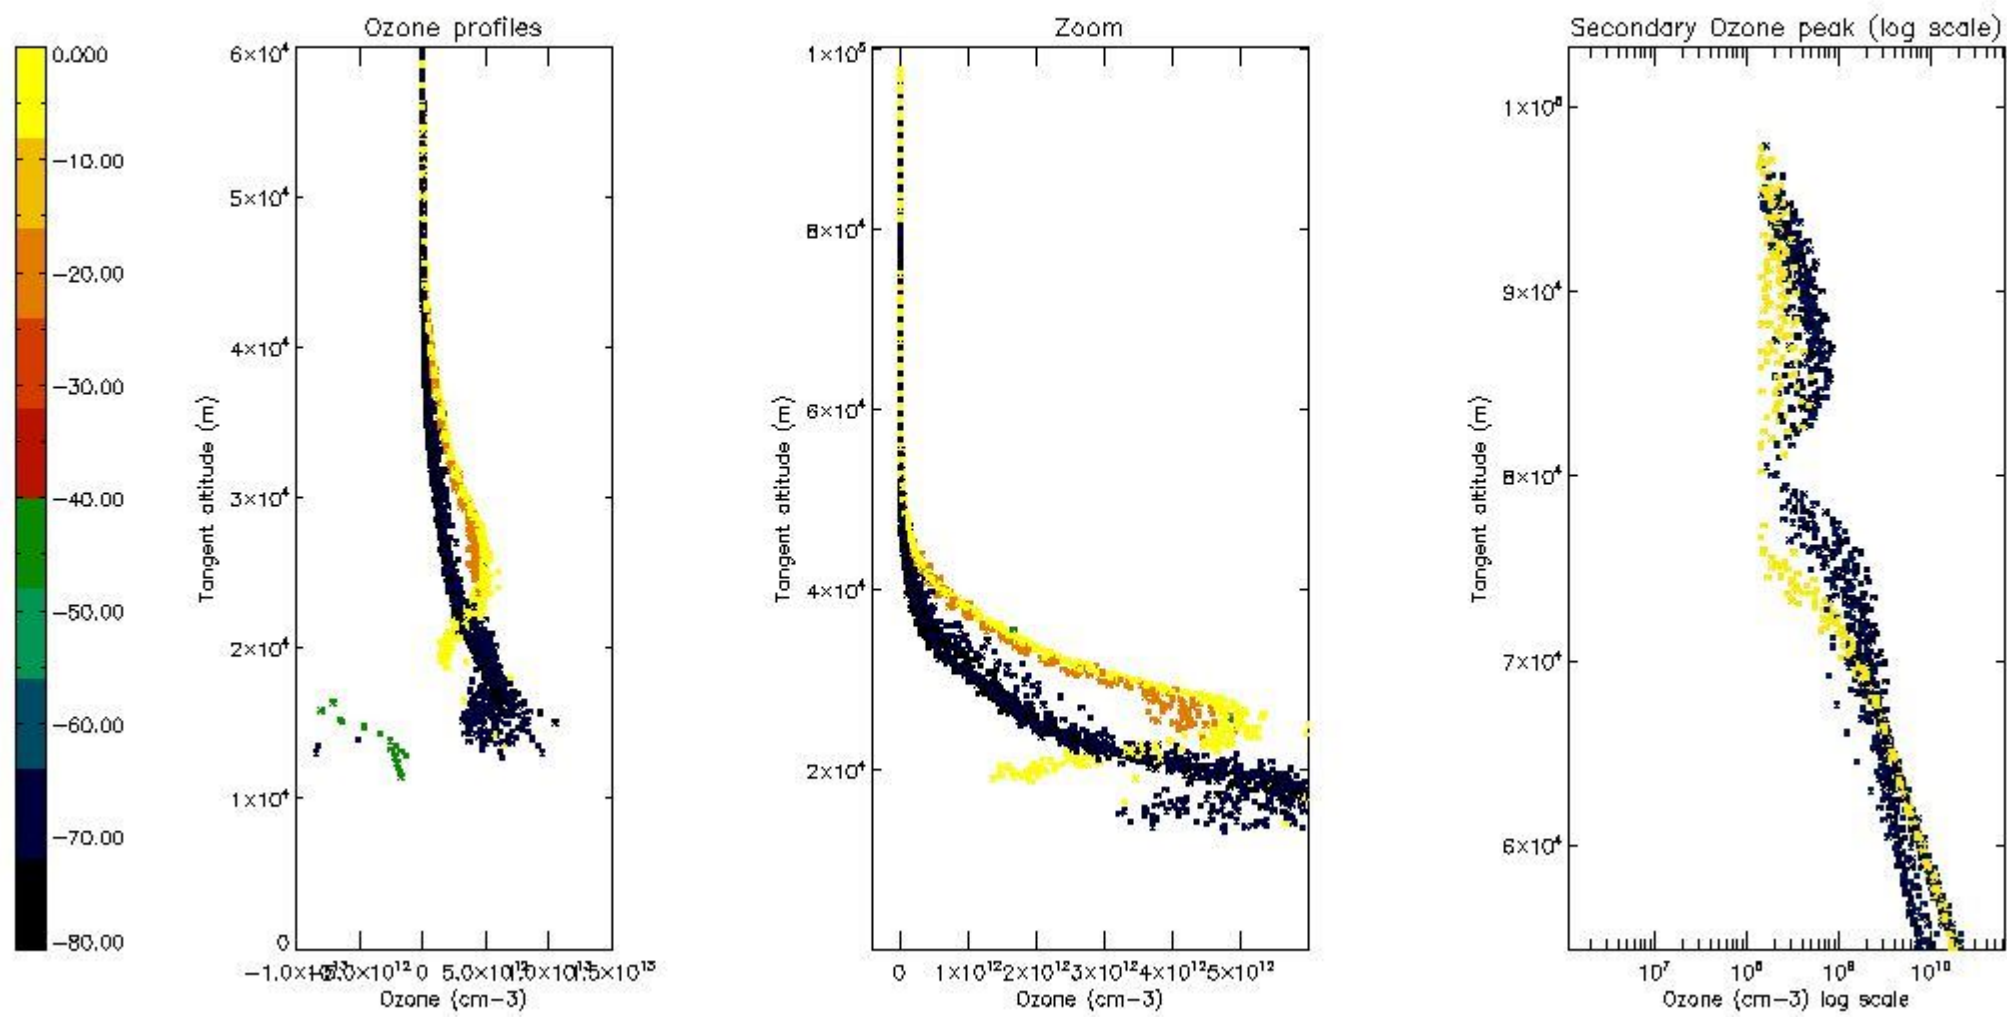 Ozone profiles
Zoom
Secondary Ozone peak (log scale)
0.000
−10.00
−20.00
−30.00
−40.00
−50.00
−60.00
−70.00
−80.00
6×10⁴
5×10⁴
4×10⁴
3×10⁴
2×10⁴
1×10⁴
0
Tangent altitude (m)
0
Ozone (cm−3)
1×10⁵
8×10⁴
6×10⁴
4×10⁴
2×10⁴
Tangent altitude (m)
0 1×10¹² 2×10¹² 3×10¹² 4×10¹² 5×10¹²
Ozone (cm−3)
9×10⁴
8×10⁴
7×10⁴
6×10⁴
Tangent altitude (m)
10⁷ 10⁸ 10⁹ 10¹⁰
Ozone (cm−3) log scale